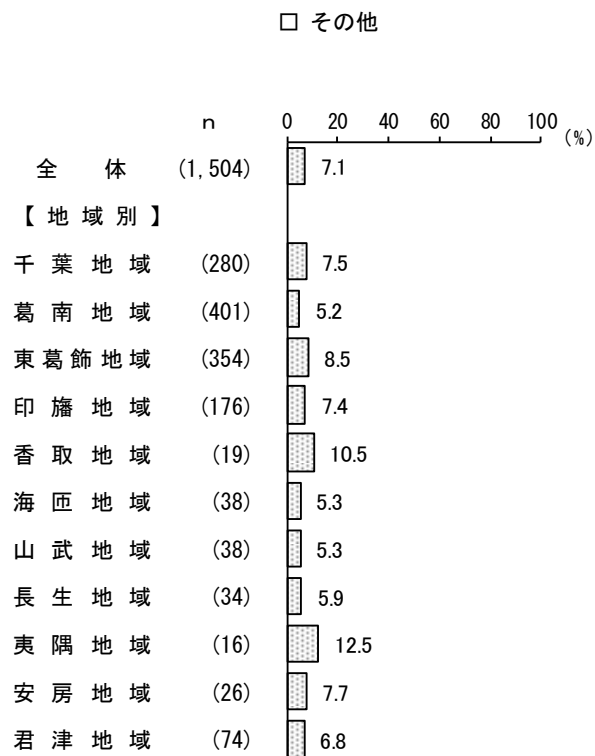 □ その他
n 0 20 40 60 80 100
(%)
全 体 (1,504) 7.1
【 地 域 別 】
千 葉 地 域 (280) 7.5
葛 南 地 域 (401) 5.2
東 葛 飾 地 域 (354) 8.5
印 旛 地 域 (176) 7.4
香 取 地 域 (19) 10.5
海 匝 地 域 (38) 5.3
山 武 地 域 (38) 5.3
長 生 地 域 (34) 5.9
夷 隅 地 域 (16) 12.5
安 房 地 域 (26) 7.7
君 津 地 域 (74) 6.8